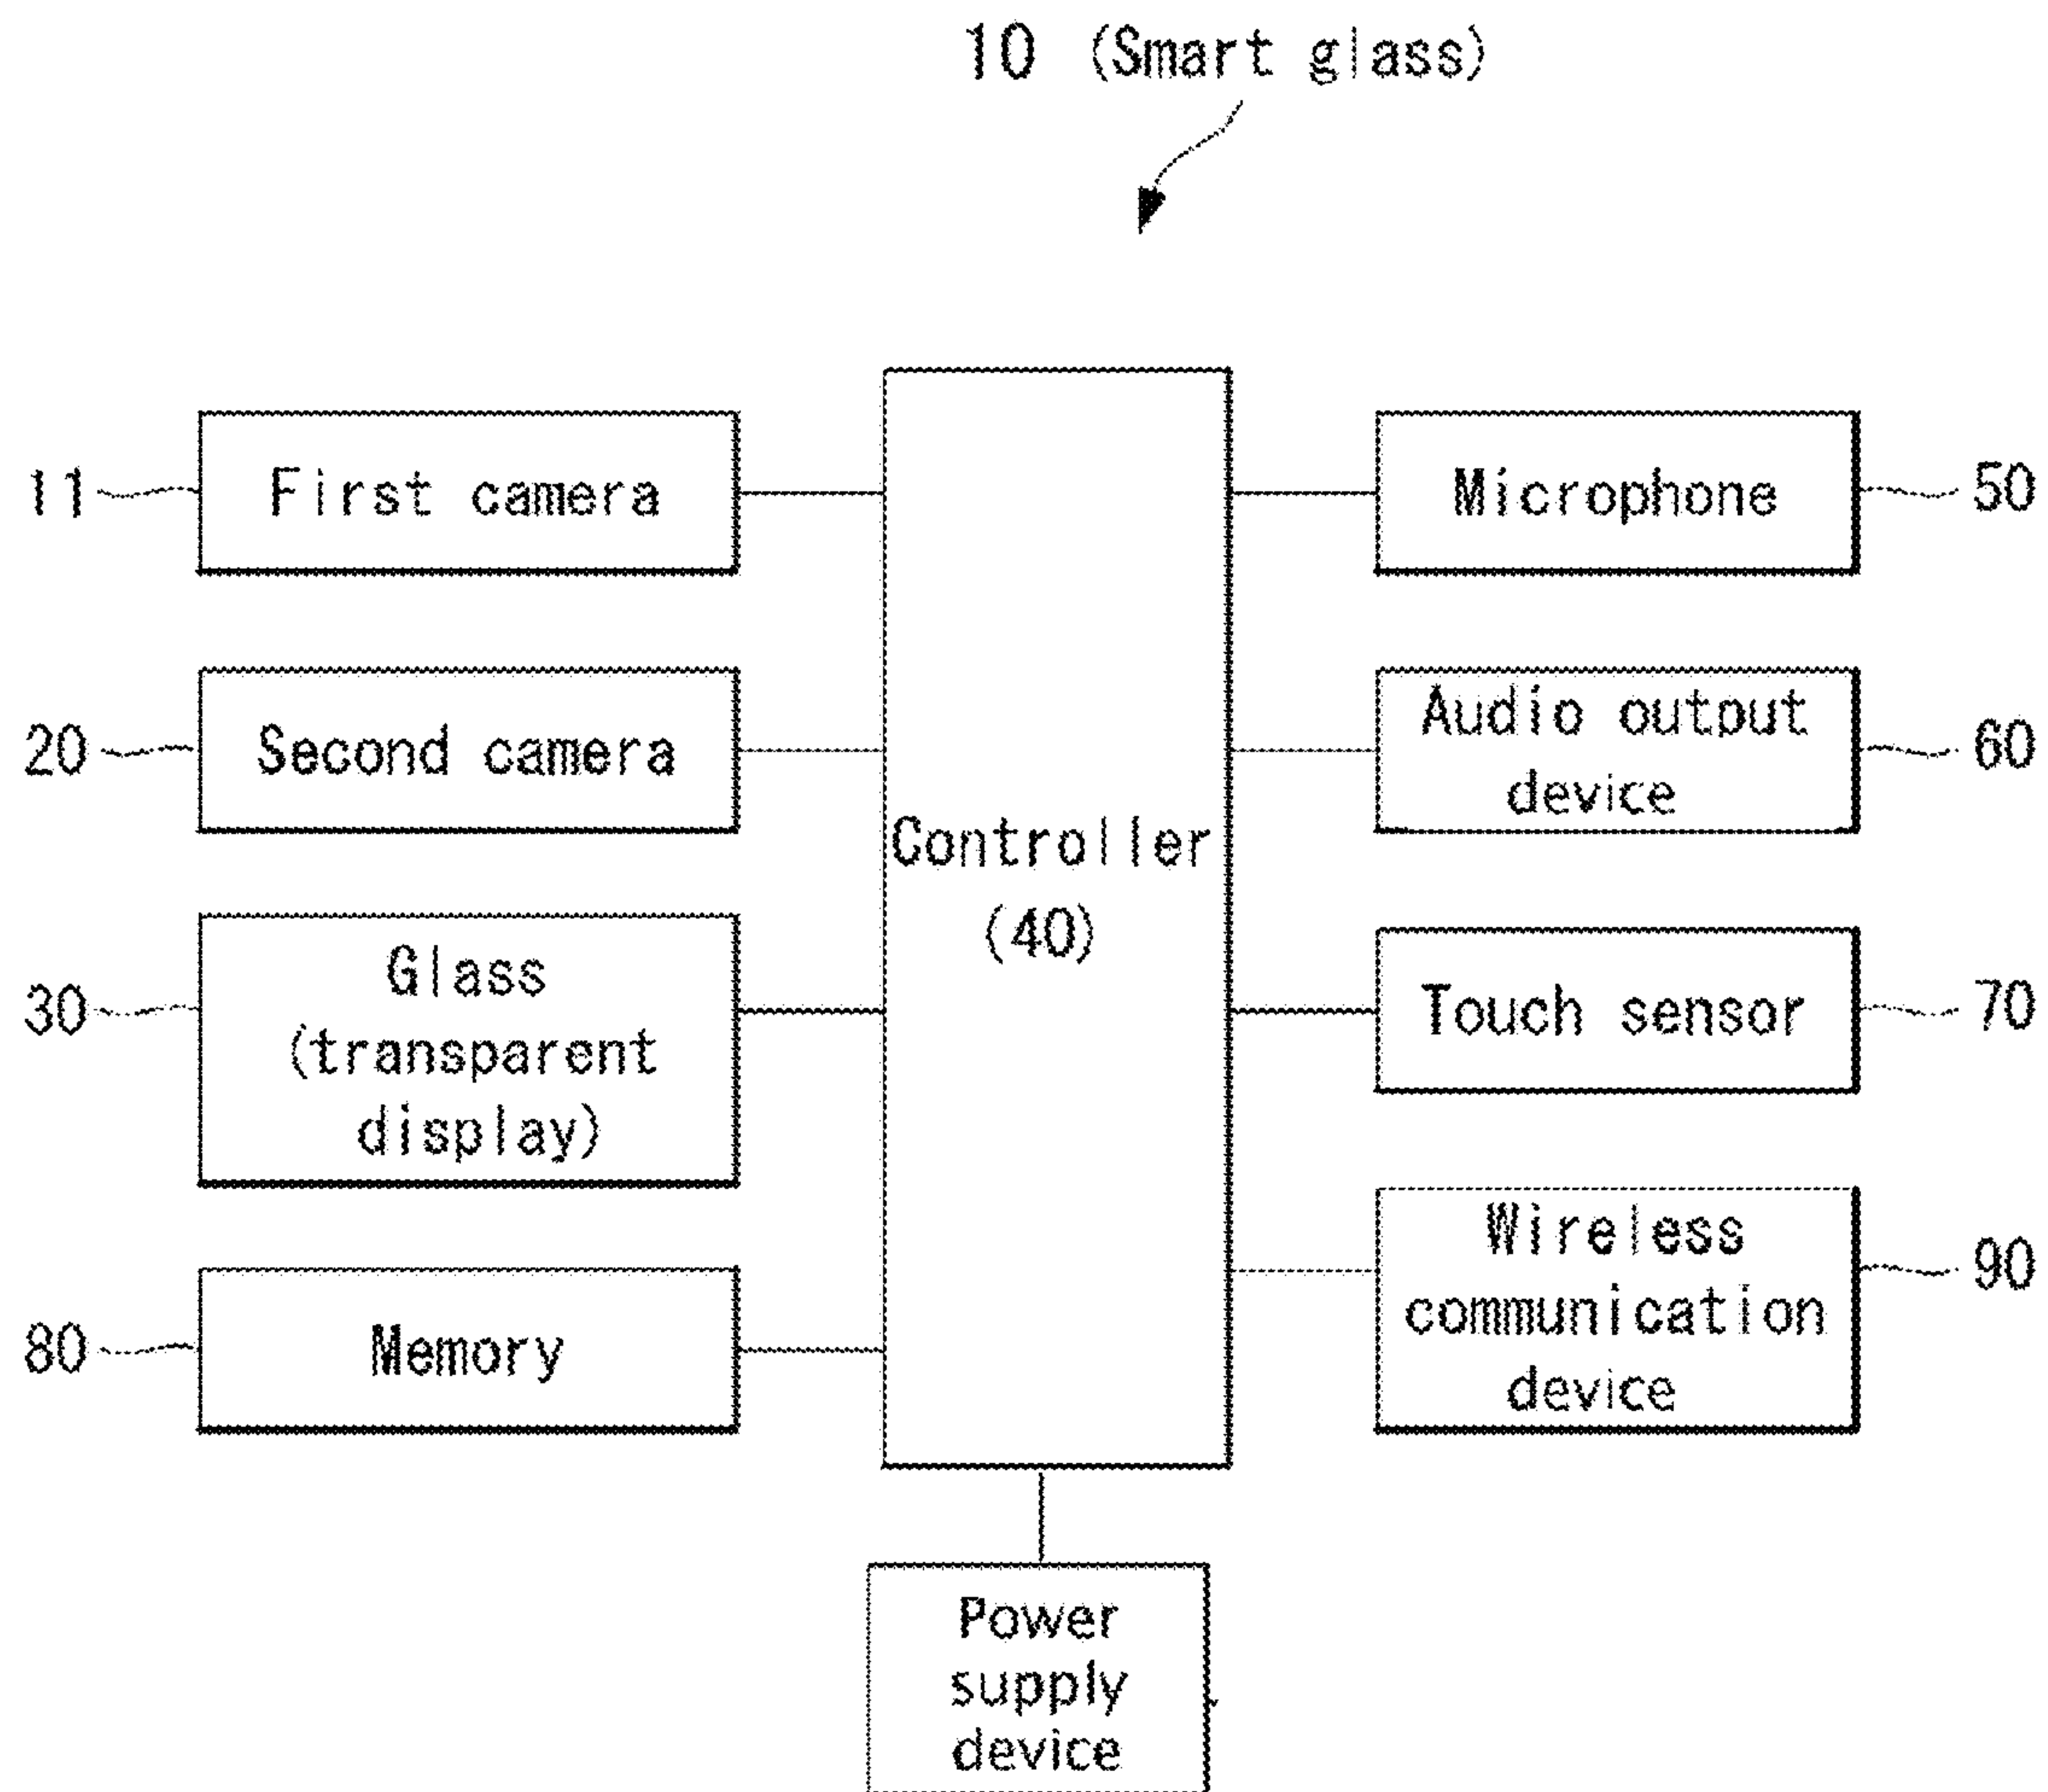 10 (Smart glass)
11
First camera
Microphone
50
20
Second camera
Audio output
device
60
Controller
(40)
30
Glass
(transparent
display)
Touch sensor
70
80
Memory
Wireless
communication
device
90
Power
supply
device